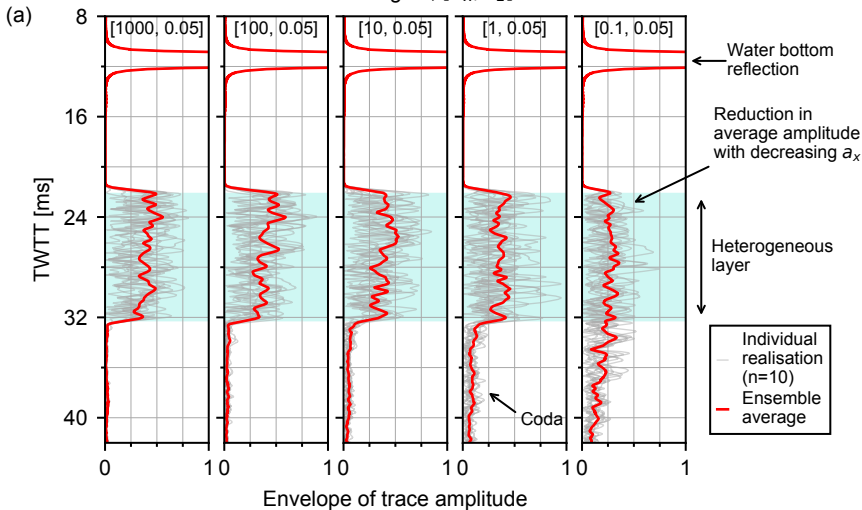 (a)
8
16
24
32
40
TWTT [ms]
[1000, 0.05]
[100, 0.05]
[10, 0.05]
[1, 0.05]
[0.1, 0.05]
Water bottom
reflection
Reduction in
average amplitude
with decreasing aₓ
Heterogeneous
layer
Individual
realisation
(n=10)
Ensemble
average
Coda
0 1 0 1 0 1 0 1 0 1
Envelope of trace amplitude